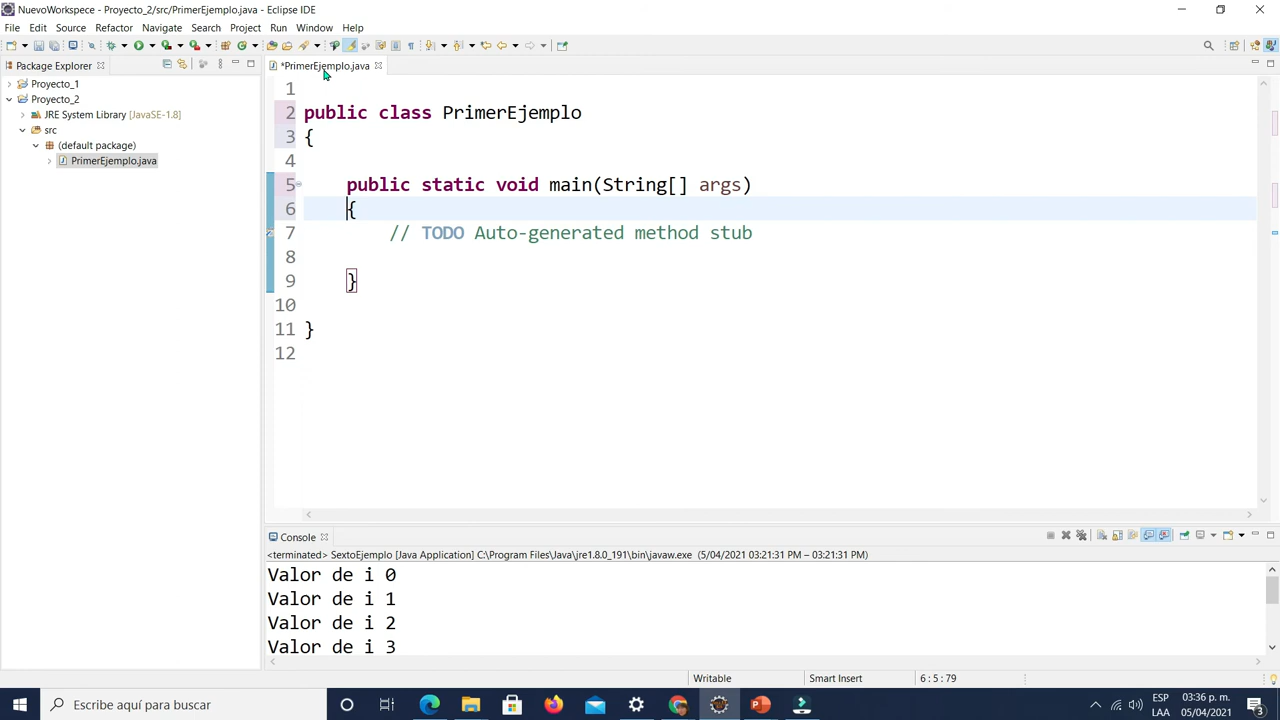 NuevoWorkspece - Proyecto_2/src/PrimerEjemplo.java - Eclipse IDE
File Edit Source Refactor Navigate Search Project Run Window Help
Package Explorer
*PrimerEjemplo.java
Proyecto_1
Proyecto_2
JRE System Library [JavaSE-1.8]
src
(default package)
PrimerEjemplo.java
1
2 public class PrimerEjemplo
3 {
4
5 public static void main(String[] args)
6 {
7 // TODO Auto-generated method stub
8
9 }
10
11 }
12
Console
<terminated> SextoEjemplo [Java Application] C:\Program Files\Java\jre1.8.0_191\bin\javaw.exe (5/04/2021 03:21:31 PM – 03:21:31 PM)
Valor de i 0
Valor de i 1
Valor de i 2
Valor de i 3
Writable Smart Insert 6 : 5 : 79
Escribe aquí para buscar
ESP 03:36 p. m.
LAA 05/04/2021
3